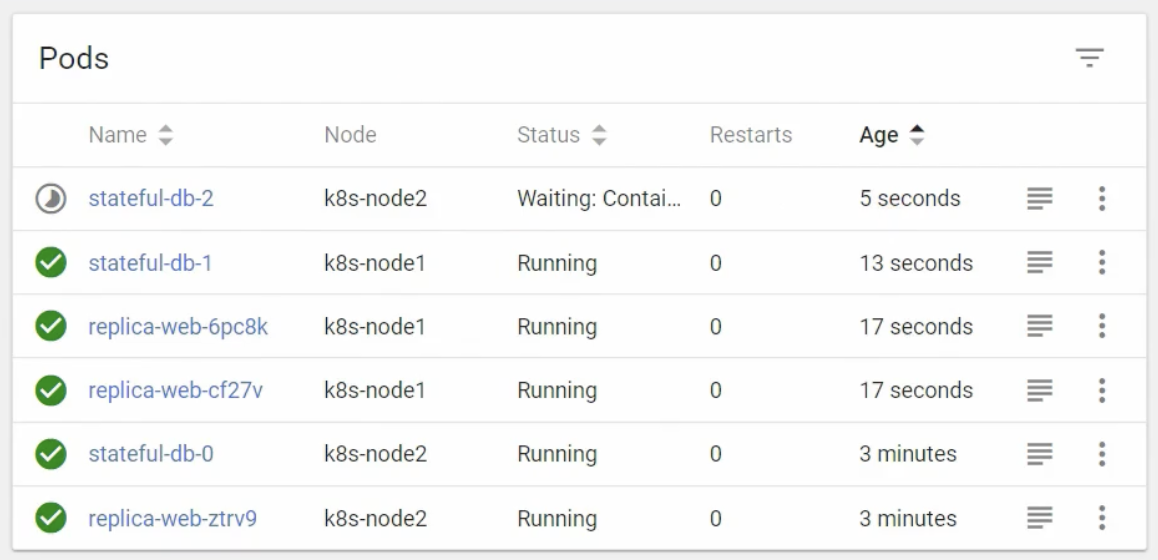 Pods
Name Node Status Restarts Age
stateful-db-2 k8s-node2 Waiting: Contai... 0 5 seconds
stateful-db-1 k8s-node1 Running 0 13 seconds
replica-web-6pc8k k8s-node1 Running 0 17 seconds
replica-web-cf27v k8s-node1 Running 0 17 seconds
stateful-db-0 k8s-node2 Running 0 3 minutes
replica-web-ztrv9 k8s-node2 Running 0 3 minutes